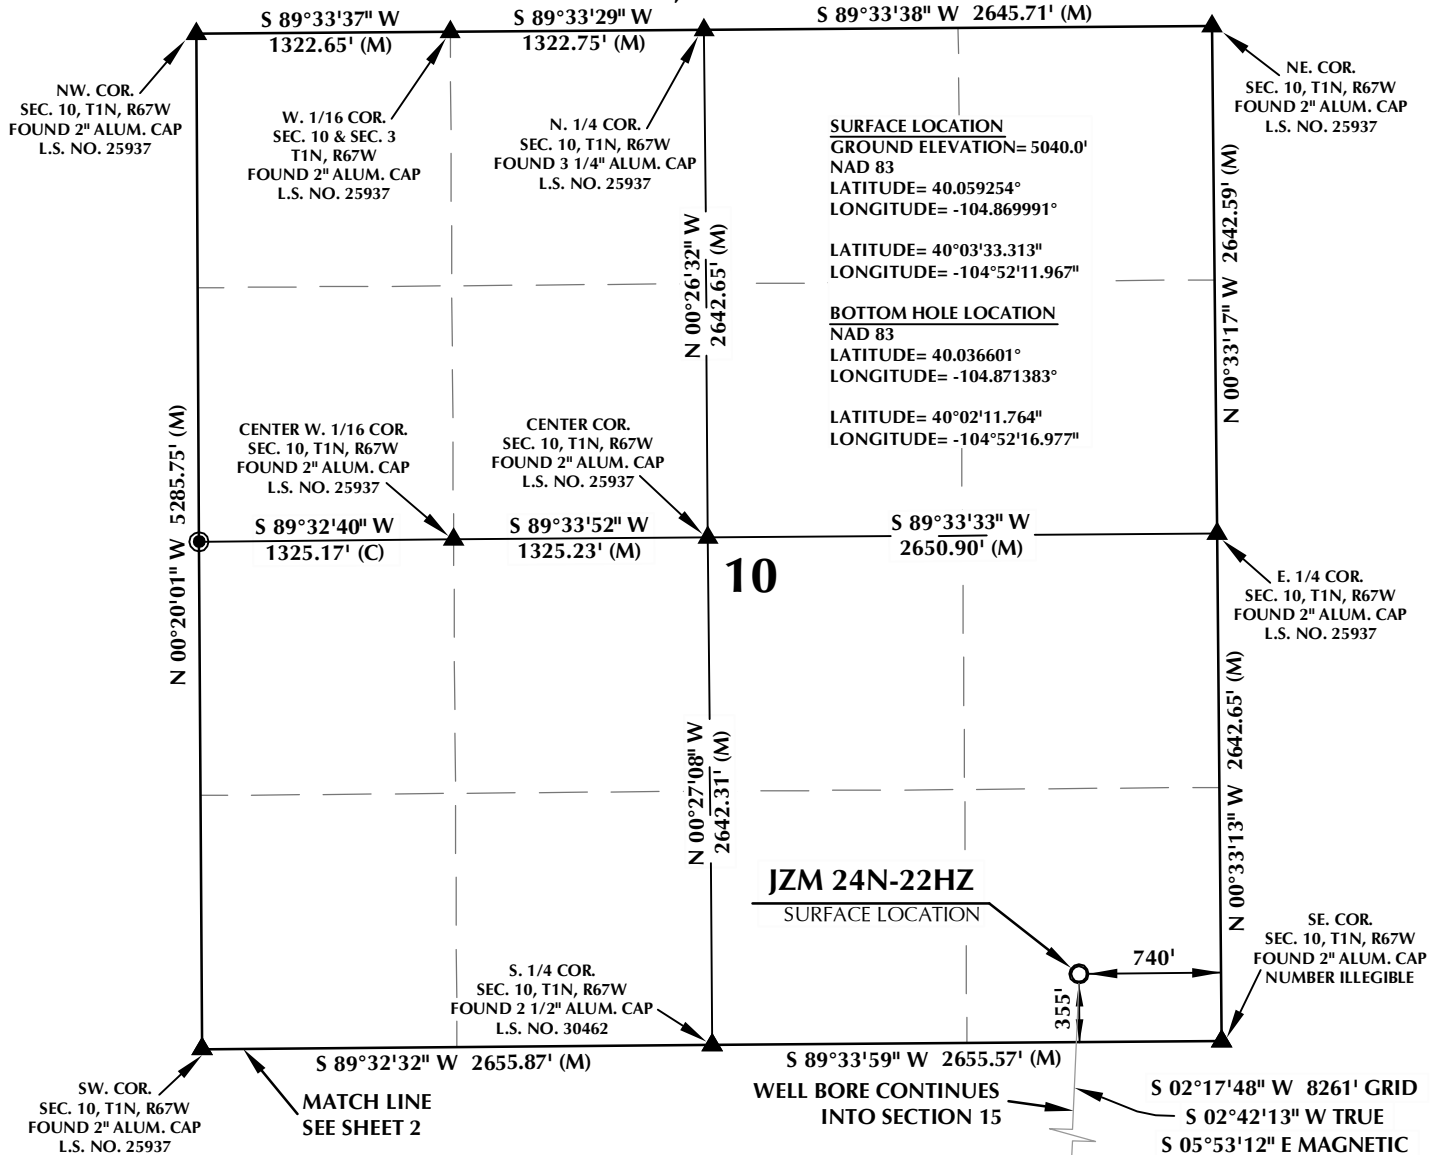 S 89°33'37" W
1322.65' (M)
S 89°33'29" W
1322.75' (M)
S 89°33'38" W 2645.71' (M)
NW. COR.
SEC. 10, T1N, R67W
FOUND 2" ALUM. CAP
L.S. NO. 25937
W. 1/16 COR.
SEC. 10 & SEC. 3
T1N, R67W
FOUND 2" ALUM. CAP
L.S. NO. 25937
N. 1/4 COR.
SEC. 10, T1N, R67W
FOUND 3 1/4" ALUM. CAP
L.S. NO. 25937
NE. COR.
SEC. 10, T1N, R67W
FOUND 2" ALUM. CAP
L.S. NO. 25937
SURFACE LOCATION
GROUND ELEVATION= 5040.0'
NAD 83
LATITUDE= 40.059254°
LONGITUDE= -104.869991°
LATITUDE= 40°03'33.313"
LONGITUDE= -104°52'11.967"
BOTTOM HOLE LOCATION
NAD 83
LATITUDE= 40.036601°
LONGITUDE= -104.871383°
LATITUDE= 40°02'11.764"
LONGITUDE= -104°52'16.977"
N 00°26'32" W
2642.65' (M)
N 00°33'17" W 2642.59' (M)
N 00°20'01" W 5285.75' (M)
CENTER W. 1/16 COR.
SEC. 10, T1N, R67W
FOUND 2" ALUM. CAP
L.S. NO. 25937
CENTER COR.
SEC. 10, T1N, R67W
FOUND 2" ALUM. CAP
L.S. NO. 25937
S 89°32'40" W
1325.17' (C)
S 89°33'52" W
1325.23' (M)
S 89°33'33" W
2650.90' (M)
10
E. 1/4 COR.
SEC. 10, T1N, R67W
FOUND 2" ALUM. CAP
L.S. NO. 25937
N 00°27'08" W
2642.31' (M)
N 00°33'13" W 2642.65' (M)
JZM 24N-22HZ
SURFACE LOCATION
740'
355'
SE. COR.
SEC. 10, T1N, R67W
FOUND 2" ALUM. CAP
NUMBER ILLEGIBLE
S. 1/4 COR.
SEC. 10, T1N, R67W
FOUND 2 1/2" ALUM. CAP
L.S. NO. 30462
S 89°32'32" W 2655.87' (M)
S 89°33'59" W 2655.57' (M)
SW. COR.
SEC. 10, T1N, R67W
FOUND 2" ALUM. CAP
L.S. NO. 25937
MATCH LINE
SEE SHEET 2
WELL BORE CONTINUES
INTO SECTION 15
S 02°17'48" W 8261' GRID
S 02°42'13" W TRUE
S 05°53'12" E MAGNETIC